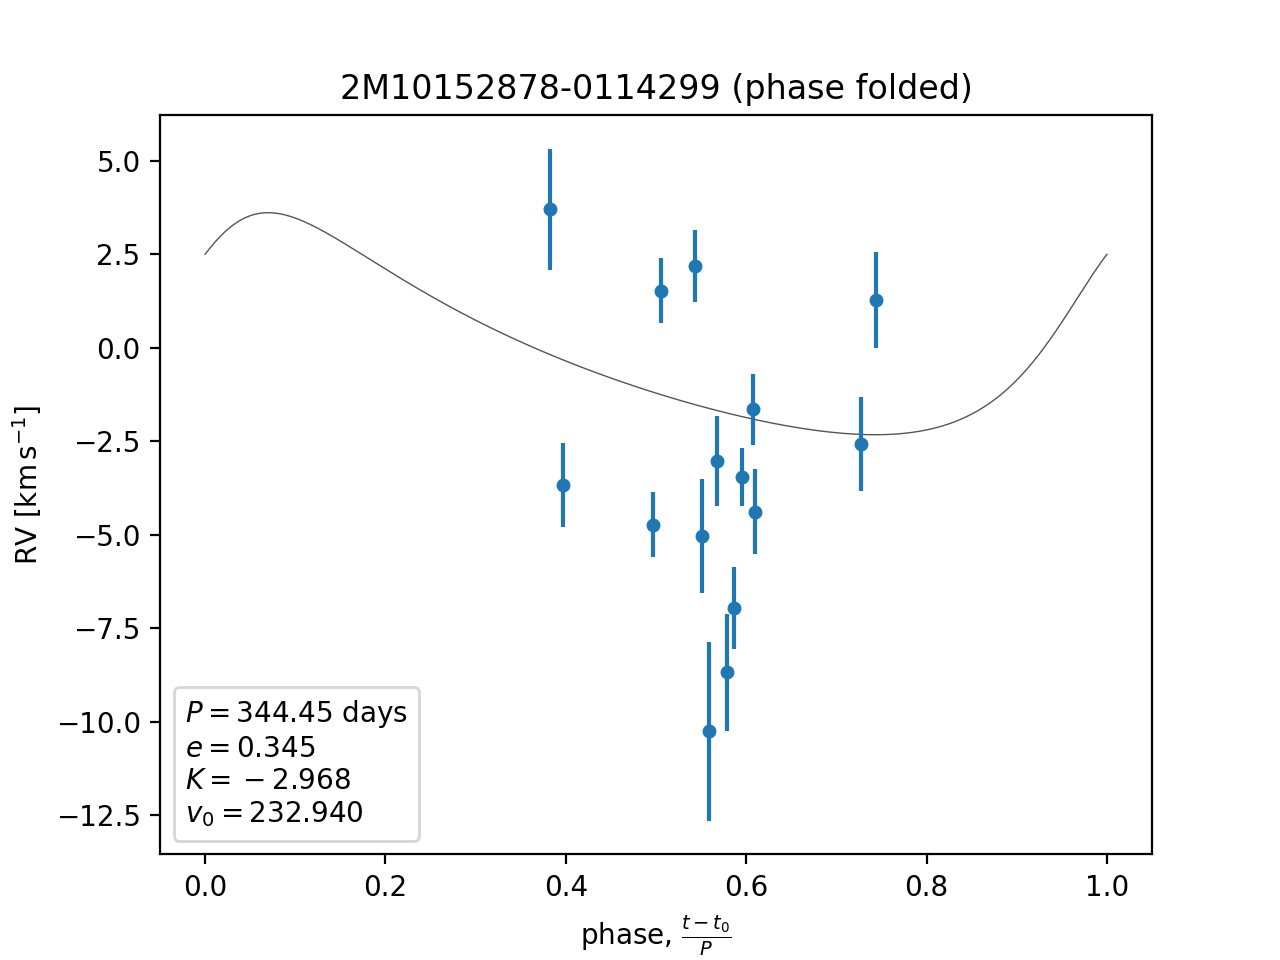 2M10152878-0114299 (phase folded)
RV [km s⁻¹]
5.0
2.5
0.0
−2.5
−5.0
−7.5
−10.0
−12.5
P = 344.45 days
e = 0.345
K = −2.968
v₀ = 232.940
0.0 0.2 0.4 0.6 0.8 1.0
phase, (t − t₀)/P